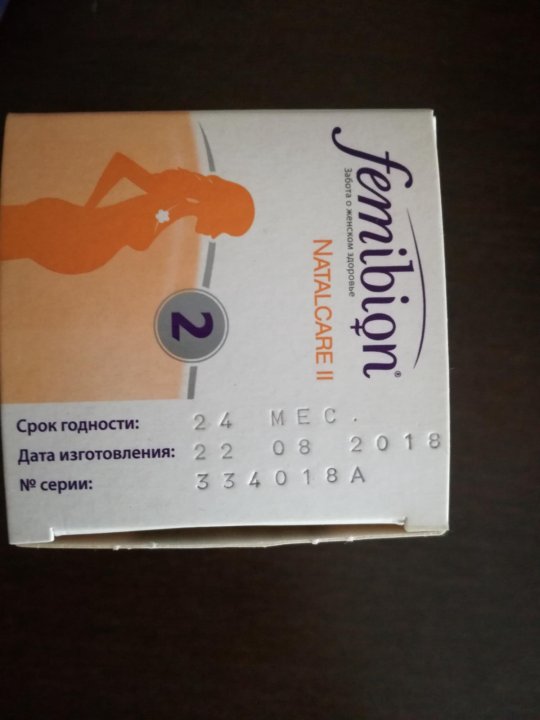 femibion®
Забота о женском здоровье
NATALCARE II
2
Срок годности: 24 МЕС.
Дата изготовления: 22 08 2018
№ серии: 334018A